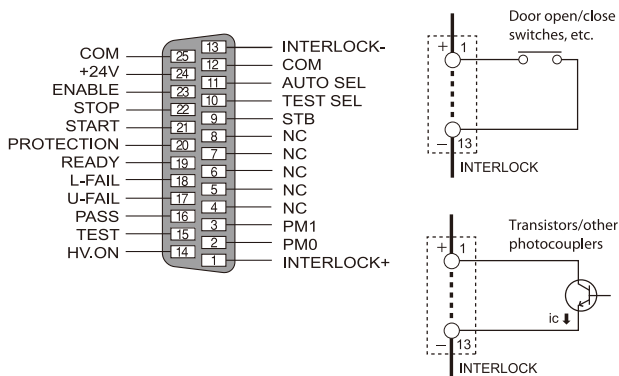 COM
+24V
ENABLE
STOP
START
PROTECTION
READY
L-FAIL
U-FAIL
PASS
TEST
HV.ON
25
24
23
22
21
20
19
18
17
16
15
14
13
12
11
10
9
8
7
6
5
4
3
2
1
INTERLOCK-
COM
AUTO SEL
TEST SEL
STB
NC
NC
NC
NC
NC
PM1
PM0
INTERLOCK+
Door open/close
switches, etc.
+ 1
− 13
INTERLOCK
Transistors/other
photocouplers
+ 1
ic
− 13
INTERLOCK